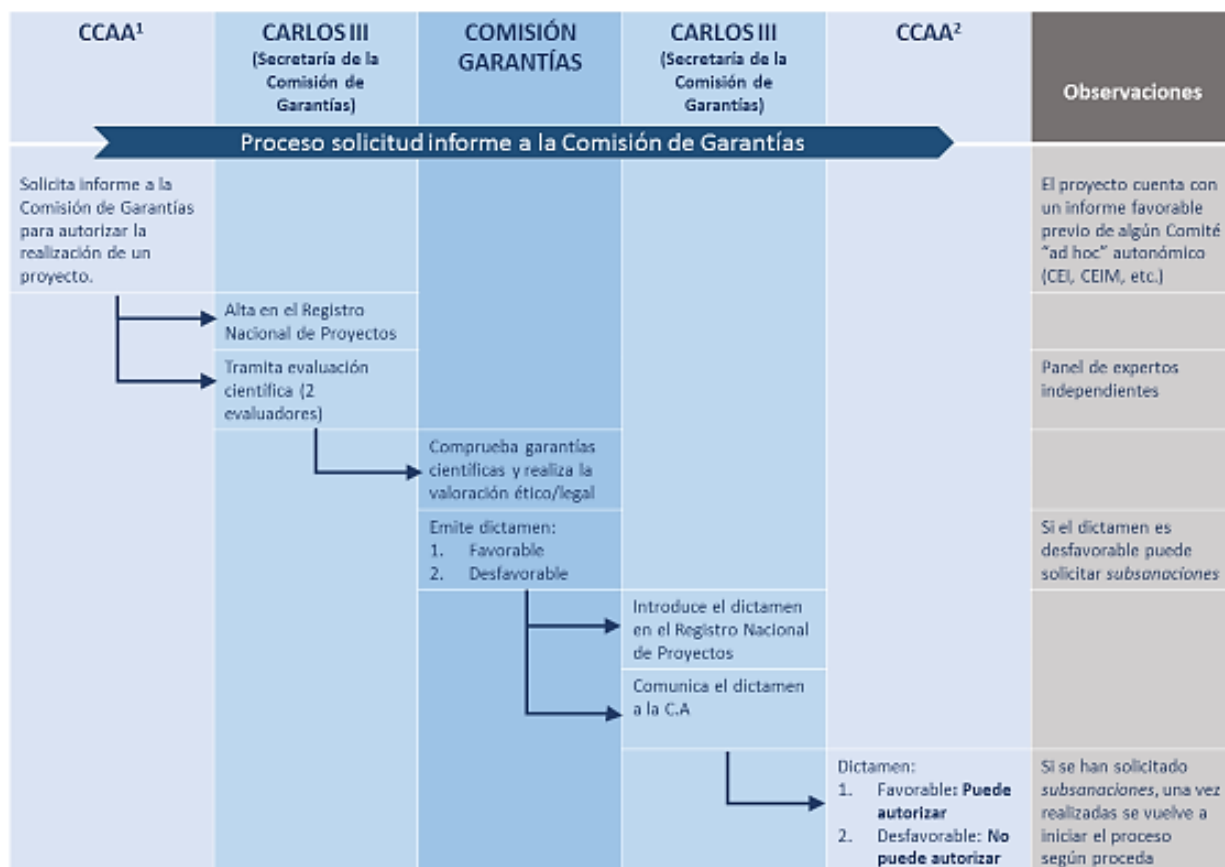 CCAA¹
CARLOS III
(Secretaría de la
Comisión de
Garantías)
COMISIÓN
GARANTÍAS
CARLOS III
(Secretaría de la
Comisión de
Garantías)
CCAA²
Observaciones
Proceso solicitud informe a la Comisión de Garantías
Solicita informe a la
Comisión de Garantías
para autorizar la
realización de un
proyecto.
El proyecto cuenta con
un informe favorable
previo de algún Comité
“ad hoc” autonómico
(CEI, CEIM, etc.)
Alta en el Registro
Nacional de Proyectos
Tramita evaluación
científica (2
evaluadores)
Panel de expertos
independientes
Comprueba garantías
científicas y realiza la
valoración ético/legal
Emite dictamen:
1. Favorable
2. Desfavorable
Si el dictamen es
desfavorable puede
solicitar subsanaciones
Introduce el dictamen
en el Registro Nacional
de Proyectos
Comunica el dictamen
a la C.A
Dictamen:
1. Favorable: Puede
autorizar
2. Desfavorable: No
puede autorizar
Si se han solicitado
subsanaciones, una vez
realizadas se vuelve a
iniciar el proceso
según proceda